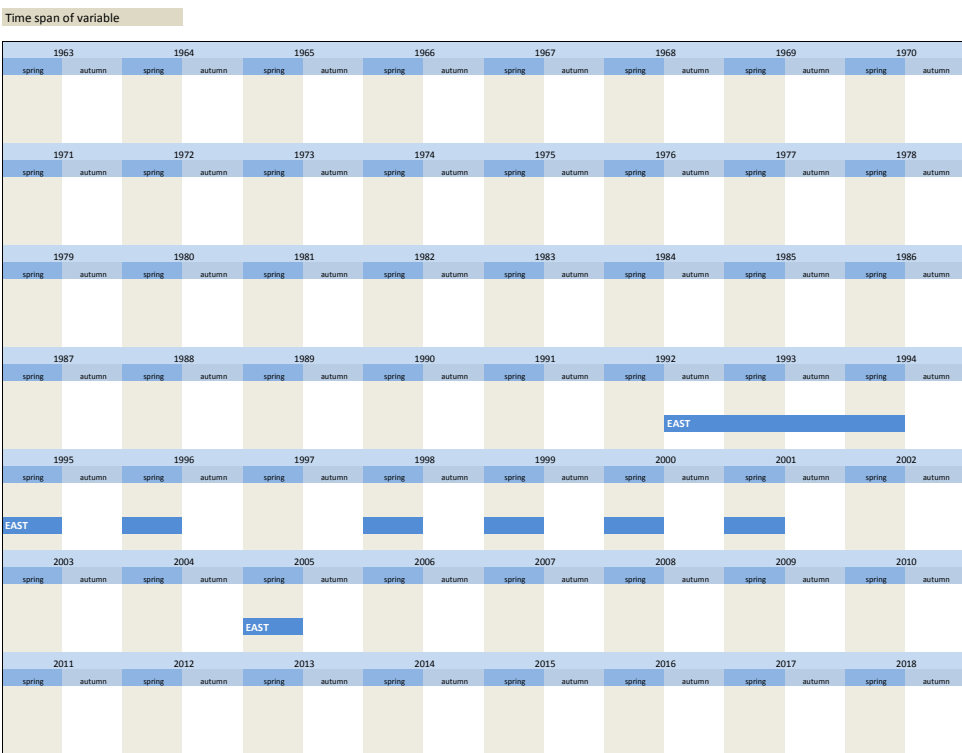 Time span of variable
1963 1964 1965 1966 1967 1968 1969 1970
spring autumn spring autumn spring autumn spring autumn spring autumn spring autumn spring autumn spring autumn
1971 1972 1973 1974 1975 1976 1977 1978
spring autumn spring autumn spring autumn spring autumn spring autumn spring autumn spring autumn spring autumn
1979 1980 1981 1982 1983 1984 1985 1986
spring autumn spring autumn spring autumn spring autumn spring autumn spring autumn spring autumn spring autumn
1987 1988 1989 1990 1991 1992 1993 1994
spring autumn spring autumn spring autumn spring autumn spring autumn spring autumn spring autumn spring autumn
EAST
1995 1996 1997 1998 1999 2000 2001 2002
spring autumn spring autumn spring autumn spring autumn spring autumn spring autumn spring autumn spring autumn
EAST
2003 2004 2005 2006 2007 2008 2009 2010
spring autumn spring autumn spring autumn spring autumn spring autumn spring autumn spring autumn spring autumn
EAST
2011 2012 2013 2014 2015 2016 2017 2018
spring autumn spring autumn spring autumn spring autumn spring autumn spring autumn spring autumn spring autumn